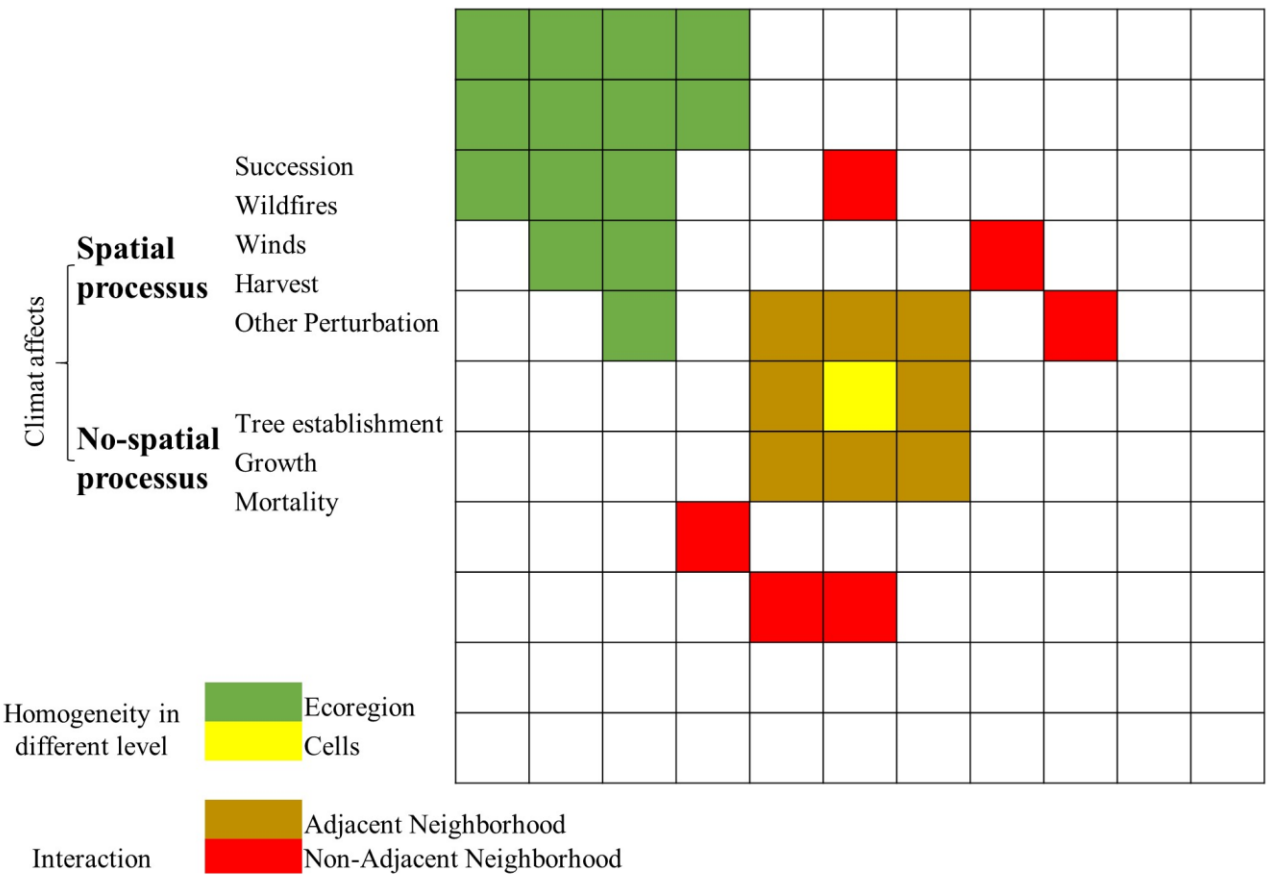 Succession
Wildfires
Spatial
processus
Winds
Harvest
Other Perturbation
Climat affects
No-spatial
processus
Tree establishment
Growth
Mortality
Homogeneity in
different level
Ecoregion
Cells
Interaction
Adjacent Neighborhood
Non-Adjacent Neighborhood